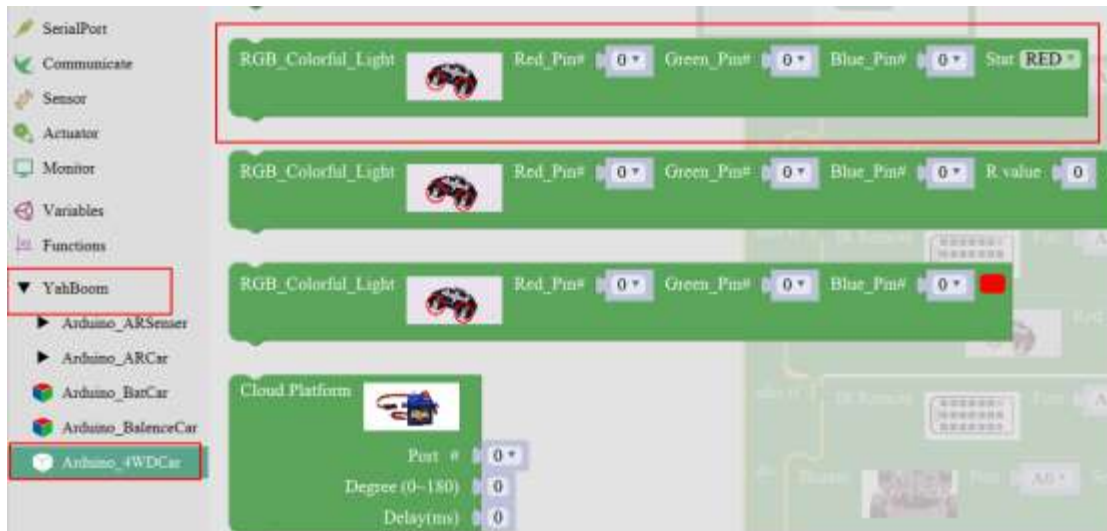 SerialPort
Communicate
Sensor
Actuator
Monitor
Variables
Functions
YahBoom
Arduino_ARSenser
Arduino_ARCar
Arduino_BatCar
Arduino_BalenceCar
Arduino_4WDCar
RGB_Colorful_Light Red_Pin# 0 Green_Pin# 0 Blue_Pin# 0 Stat RED
RGB_Colorful_Light Red_Pin# 0 Green_Pin# 0 Blue_Pin# 0 R value 0
RGB_Colorful_Light Red_Pin# 0 Green_Pin# 0 Blue_Pin# 0
Cloud Platform
Port # 0
Degree (0~180) 0
Delay(ms) 0